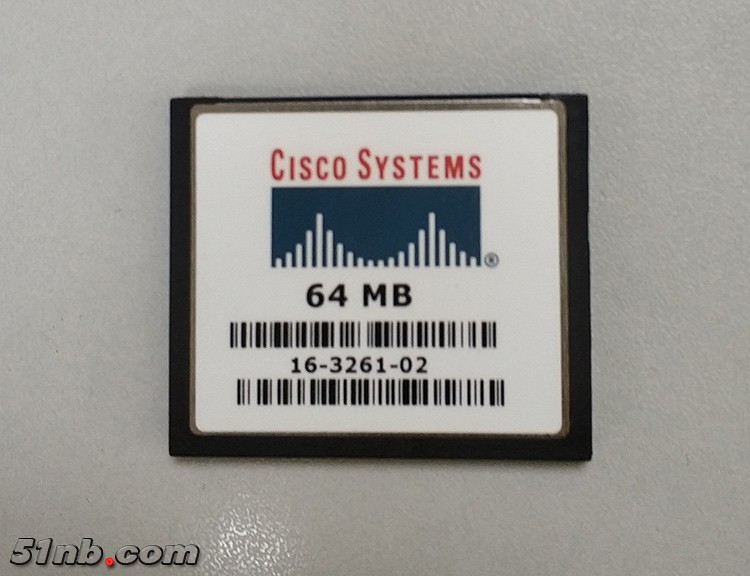 CISCO SYSTEMS
®
64 MB
16-3261-02
51nb.com